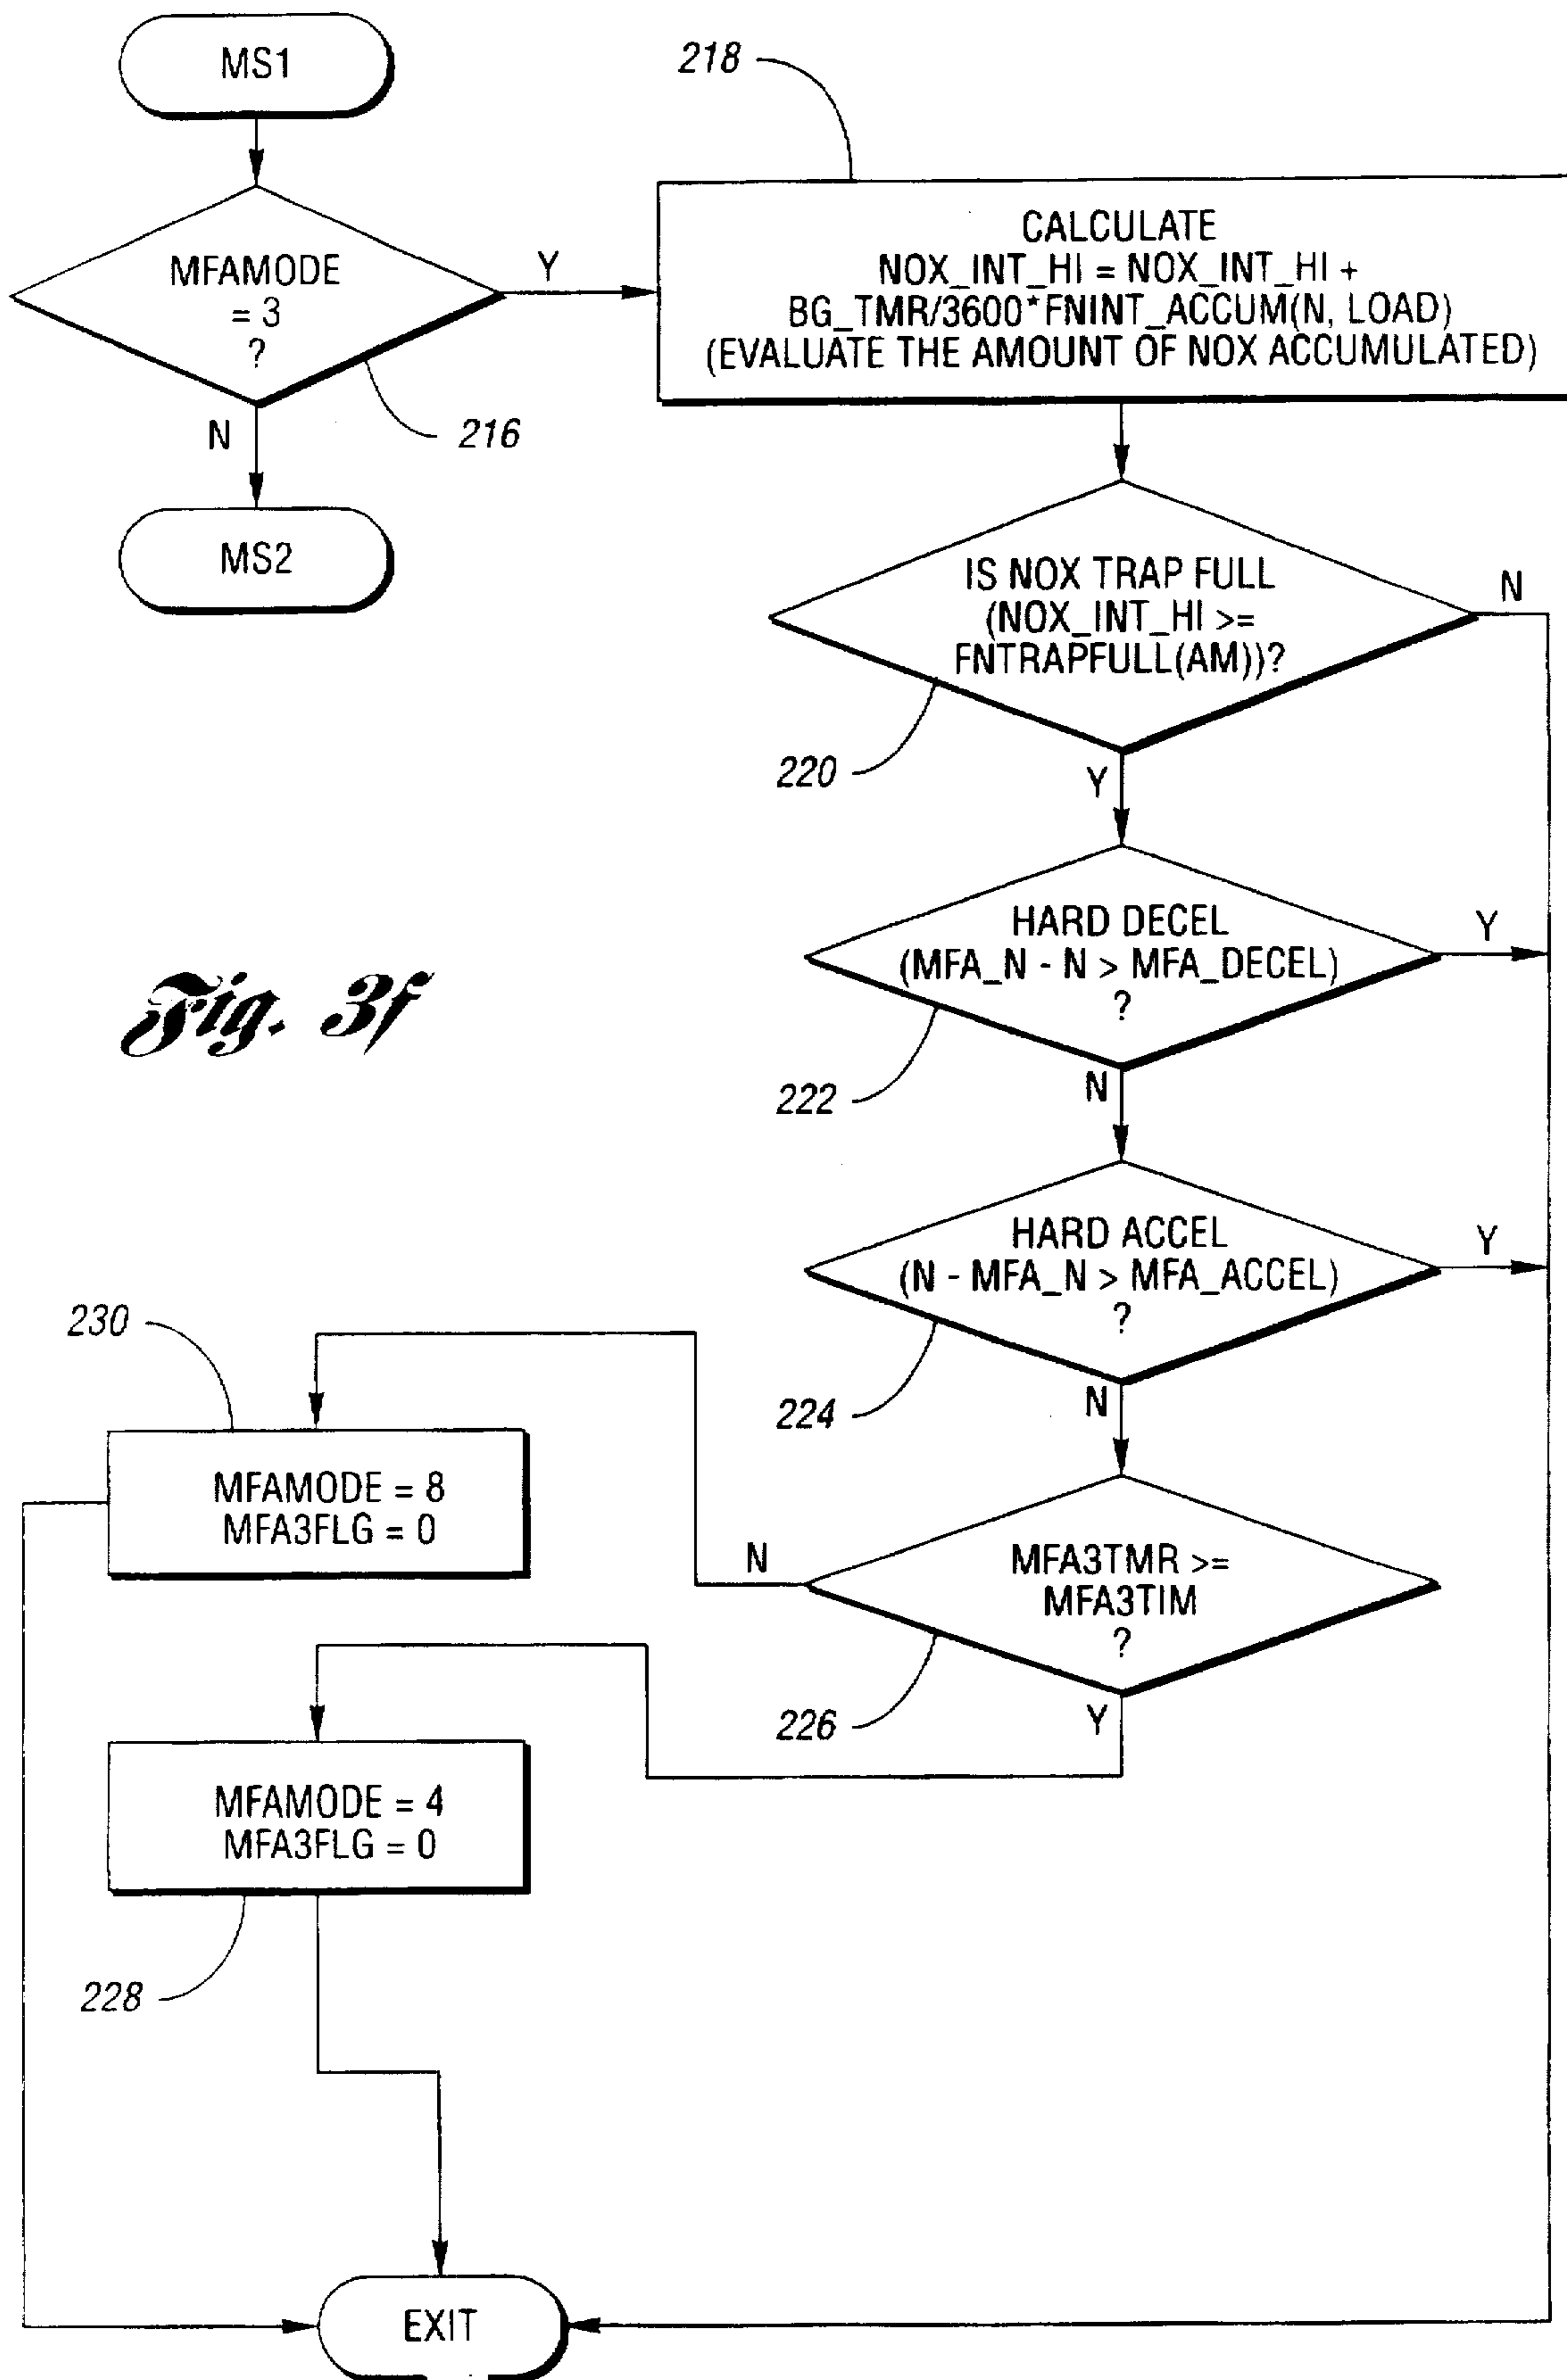 MS1
218
MFAMODE
= 3
?
Y
216
N
MS2
CALCULATE
NOX_INT_HI = NOX_INT_HI +
BG_TMR/3600*FNINT_ACCUM(N, LOAD)
(EVALUATE THE AMOUNT OF NOX ACCUMULATED)
IS NOX TRAP FULL
(NOX_INT_HI >=
FNTRAPFULL(AM))?
N
220
Y
HARD DECEL
(MFA_N - N > MFA_DECEL)
?
Y
222
N
Fig. 3f
HARD ACCEL
(N - MFA_N > MFA_ACCEL)
?
Y
224
N
230
MFAMODE = 8
MFA3FLG = 0
MFA3TMR >=
MFA3TIM
?
N
226
Y
MFAMODE = 4
MFA3FLG = 0
228
EXIT